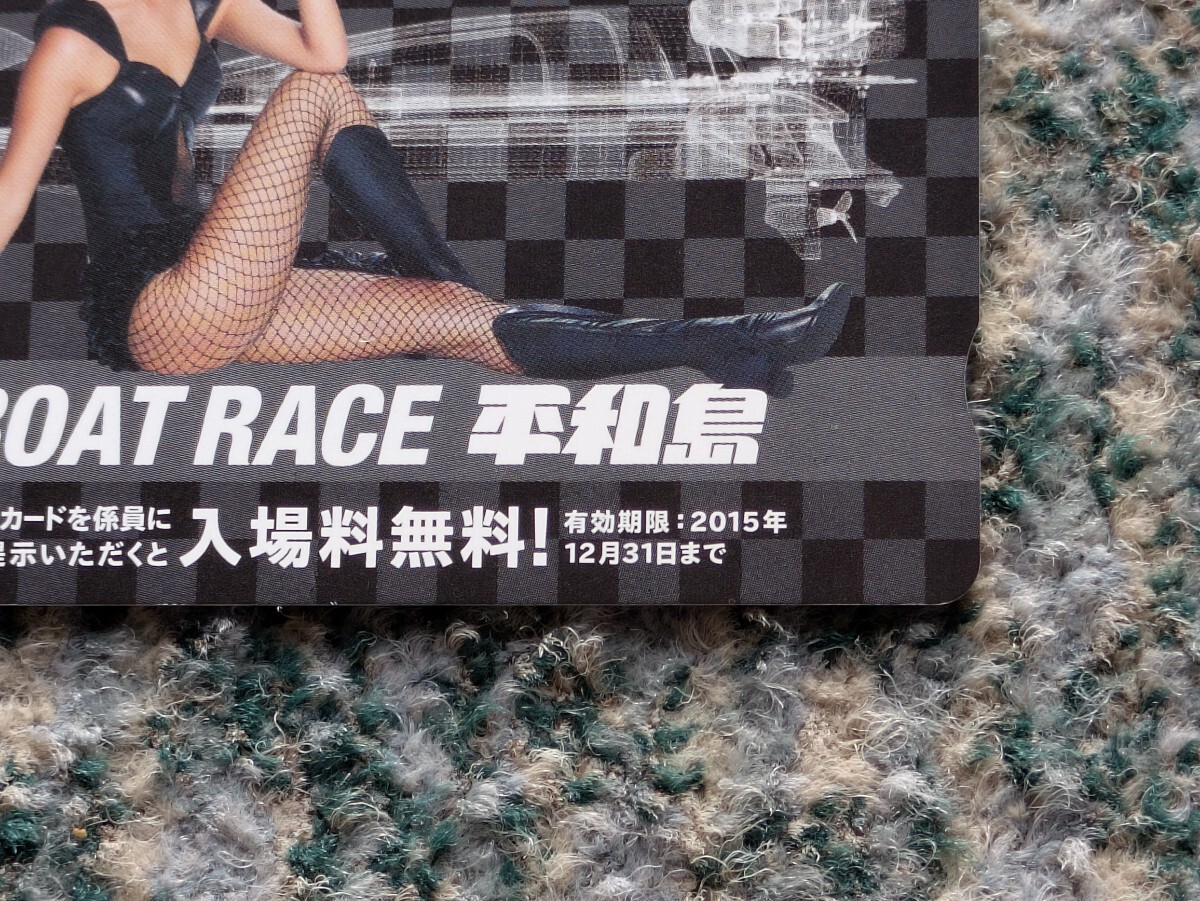 BOAT RACE 平和島
カードを係員に
呈示いただくと
入場料無料!
有効期限：2015年
12月31日まで